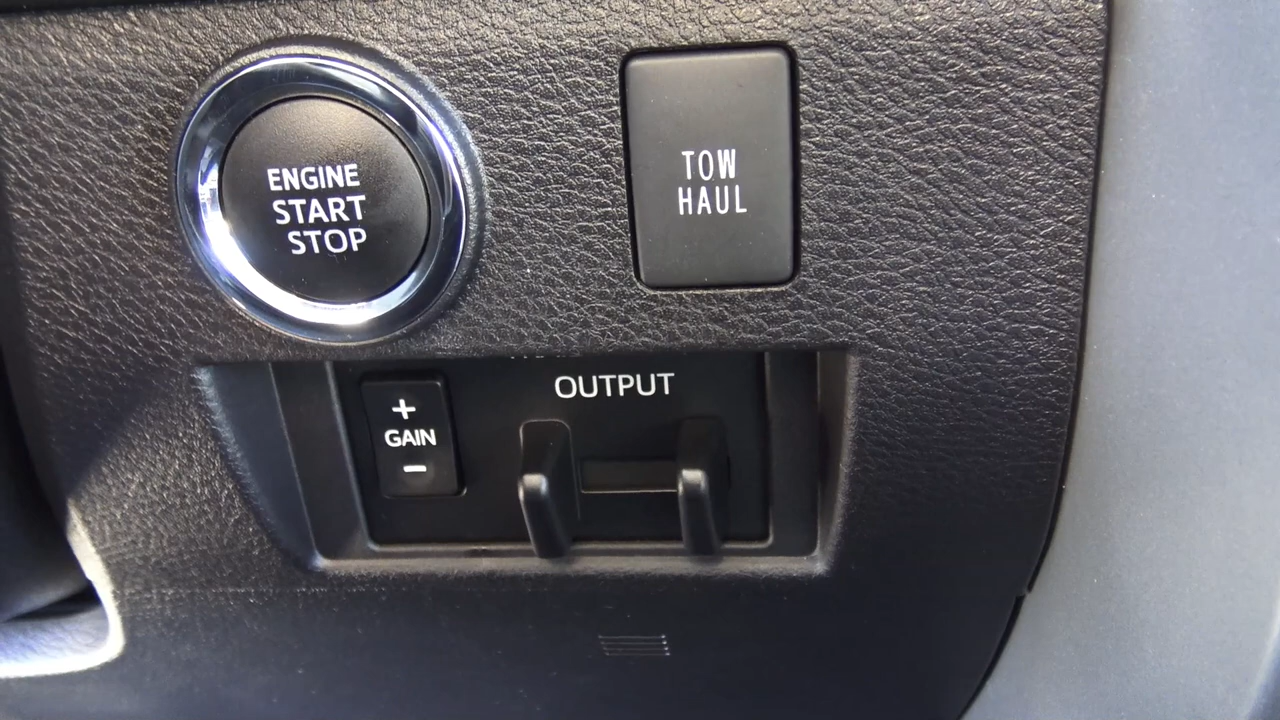 ENGINE
START
STOP
TOW
HAUL
OUTPUT
+
GAIN
-